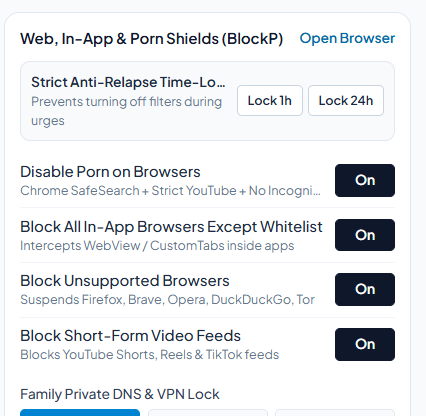 Web, In-App & Porn Shields (BlockP) Open Browser
Strict Anti-Relapse Time-Lo...
Prevents turning off filters during
urges
Lock 1h Lock 24h
Disable Porn on Browsers
Chrome SafeSearch + Strict YouTube + No Incogni...
On
Block All In-App Browsers Except Whitelist
Intercepts WebView / CustomTabs inside apps
On
Block Unsupported Browsers
Suspends Firefox, Brave, Opera, DuckDuckGo, Tor
On
Block Short-Form Video Feeds
Blocks YouTube Shorts, Reels & TikTok feeds
On
Family Private DNS & VPN Lock